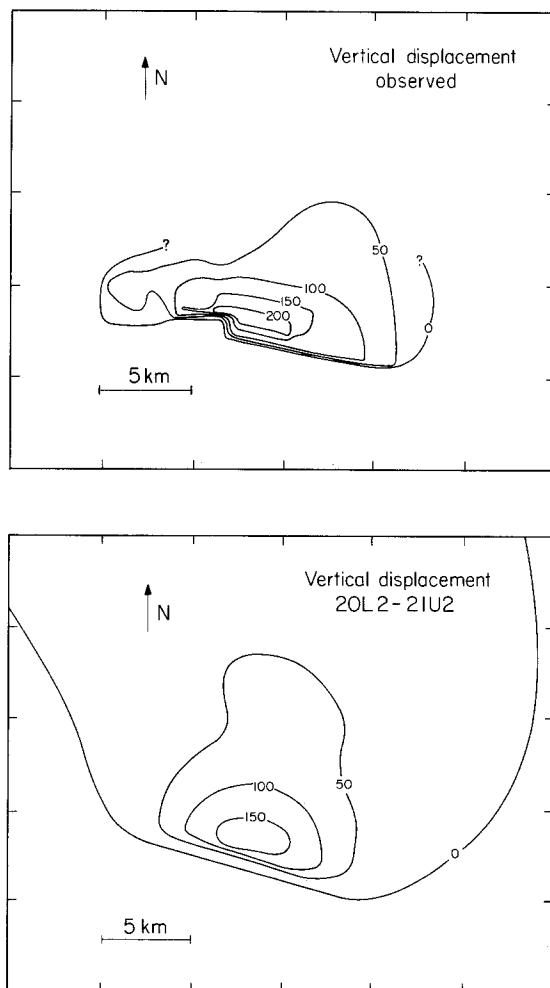 Vertical displacement
observed
N
?
50
?
100
150
200
0
5 km
Vertical displacement
20L2-21U2
N
50
100
150
0
5 km